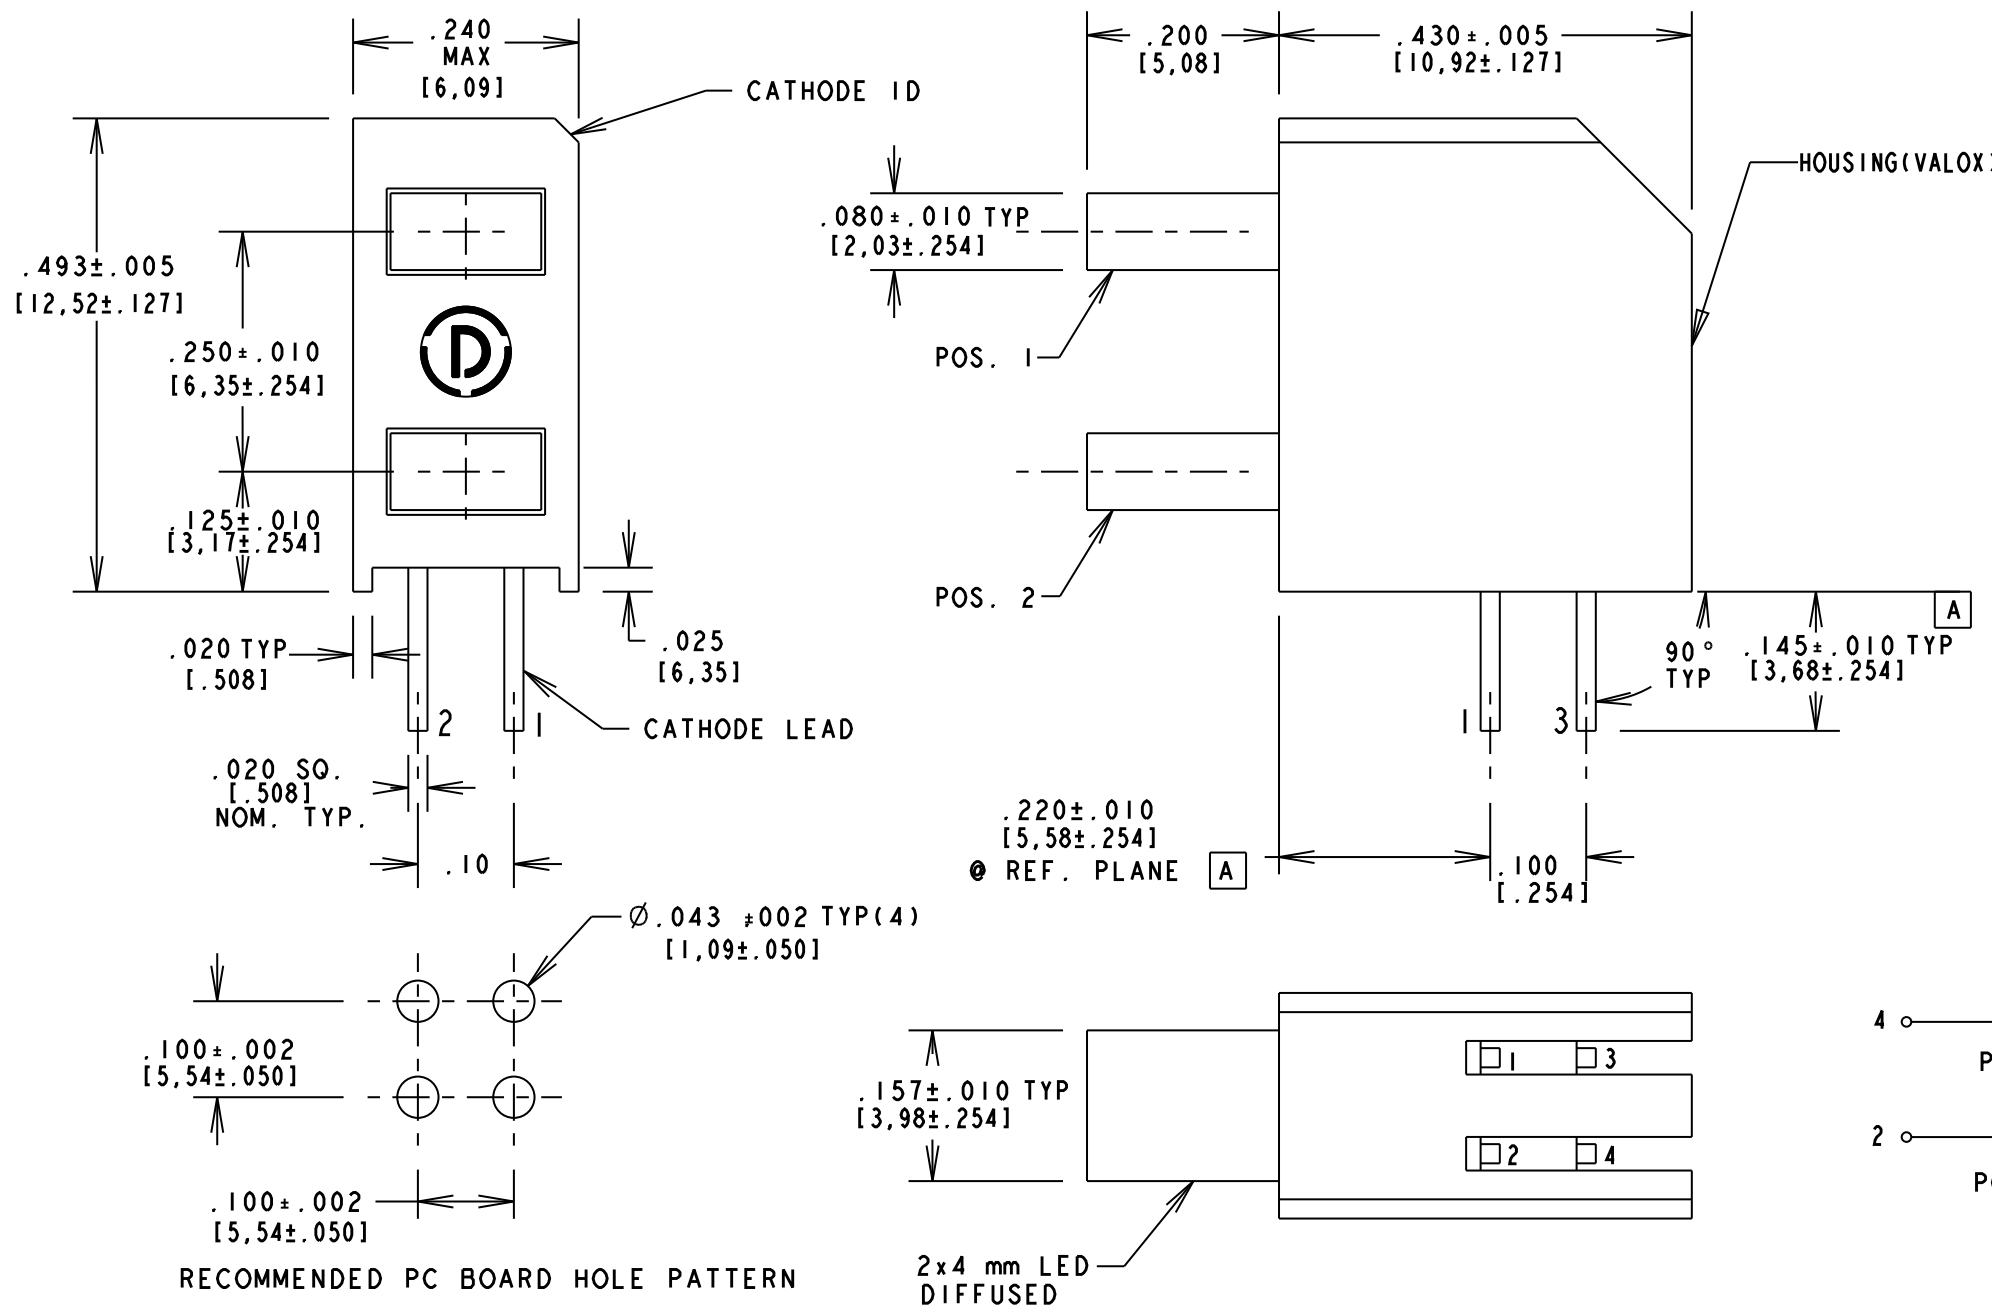 .240
MAX
[6,09]
CATHODE ID
.493±.005
[12,52±.127]
.250±.010
[6,35±.254]
D
.125±.010
[3,17±.254]
.020 TYP
[.508]
.025
[6,35]
2
1
CATHODE LEAD
.020 SQ.
[.508]
NOM. TYP.
.10
Ø.043 ±002 TYP(4)
[1,09±.050]
.100±.002
[5,54±.050]
.100±.002
[5,54±.050]
RECOMMENDED PC BOARD HOLE PATTERN
.200
[5,08]
.430±.005
[10,92±.127]
HOUSING(VALOX)
.080±.010 TYP
[2,03±.254]
POS. 1
POS. 2
A
90°
TYP
.145±.010 TYP
[3,68±.254]
1
3
.220±.010
[5,58±.254]
@ REF. PLANE A
.100
[.254]
.157±.010 TYP
[3,98±.254]
1
3
2
4
2x4 mm LED
DIFFUSED
4
P
2